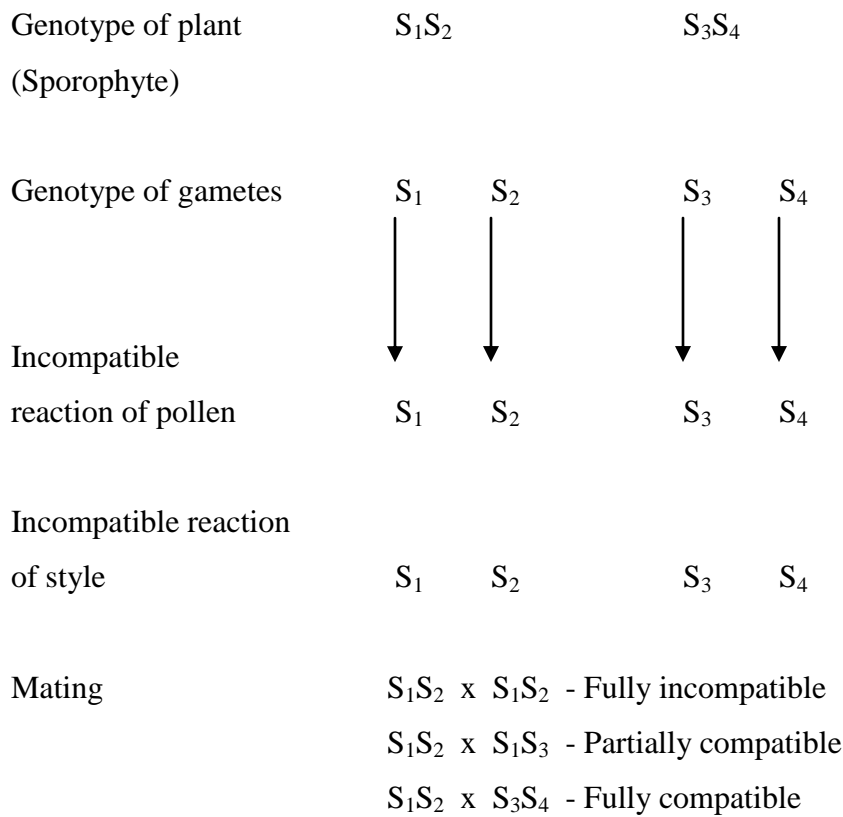 Genotype of plant S₁S₂ S₃S₄
(Sporophyte)
Genotype of gametes S₁ S₂ S₃ S₄
Incompatible
reaction of pollen S₁ S₂ S₃ S₄
Incompatible reaction
of style S₁ S₂ S₃ S₄
Mating S₁S₂ x S₁S₂ - Fully incompatible
S₁S₂ x S₁S₃ - Partially compatible
S₁S₂ x S₃S₄ - Fully compatible